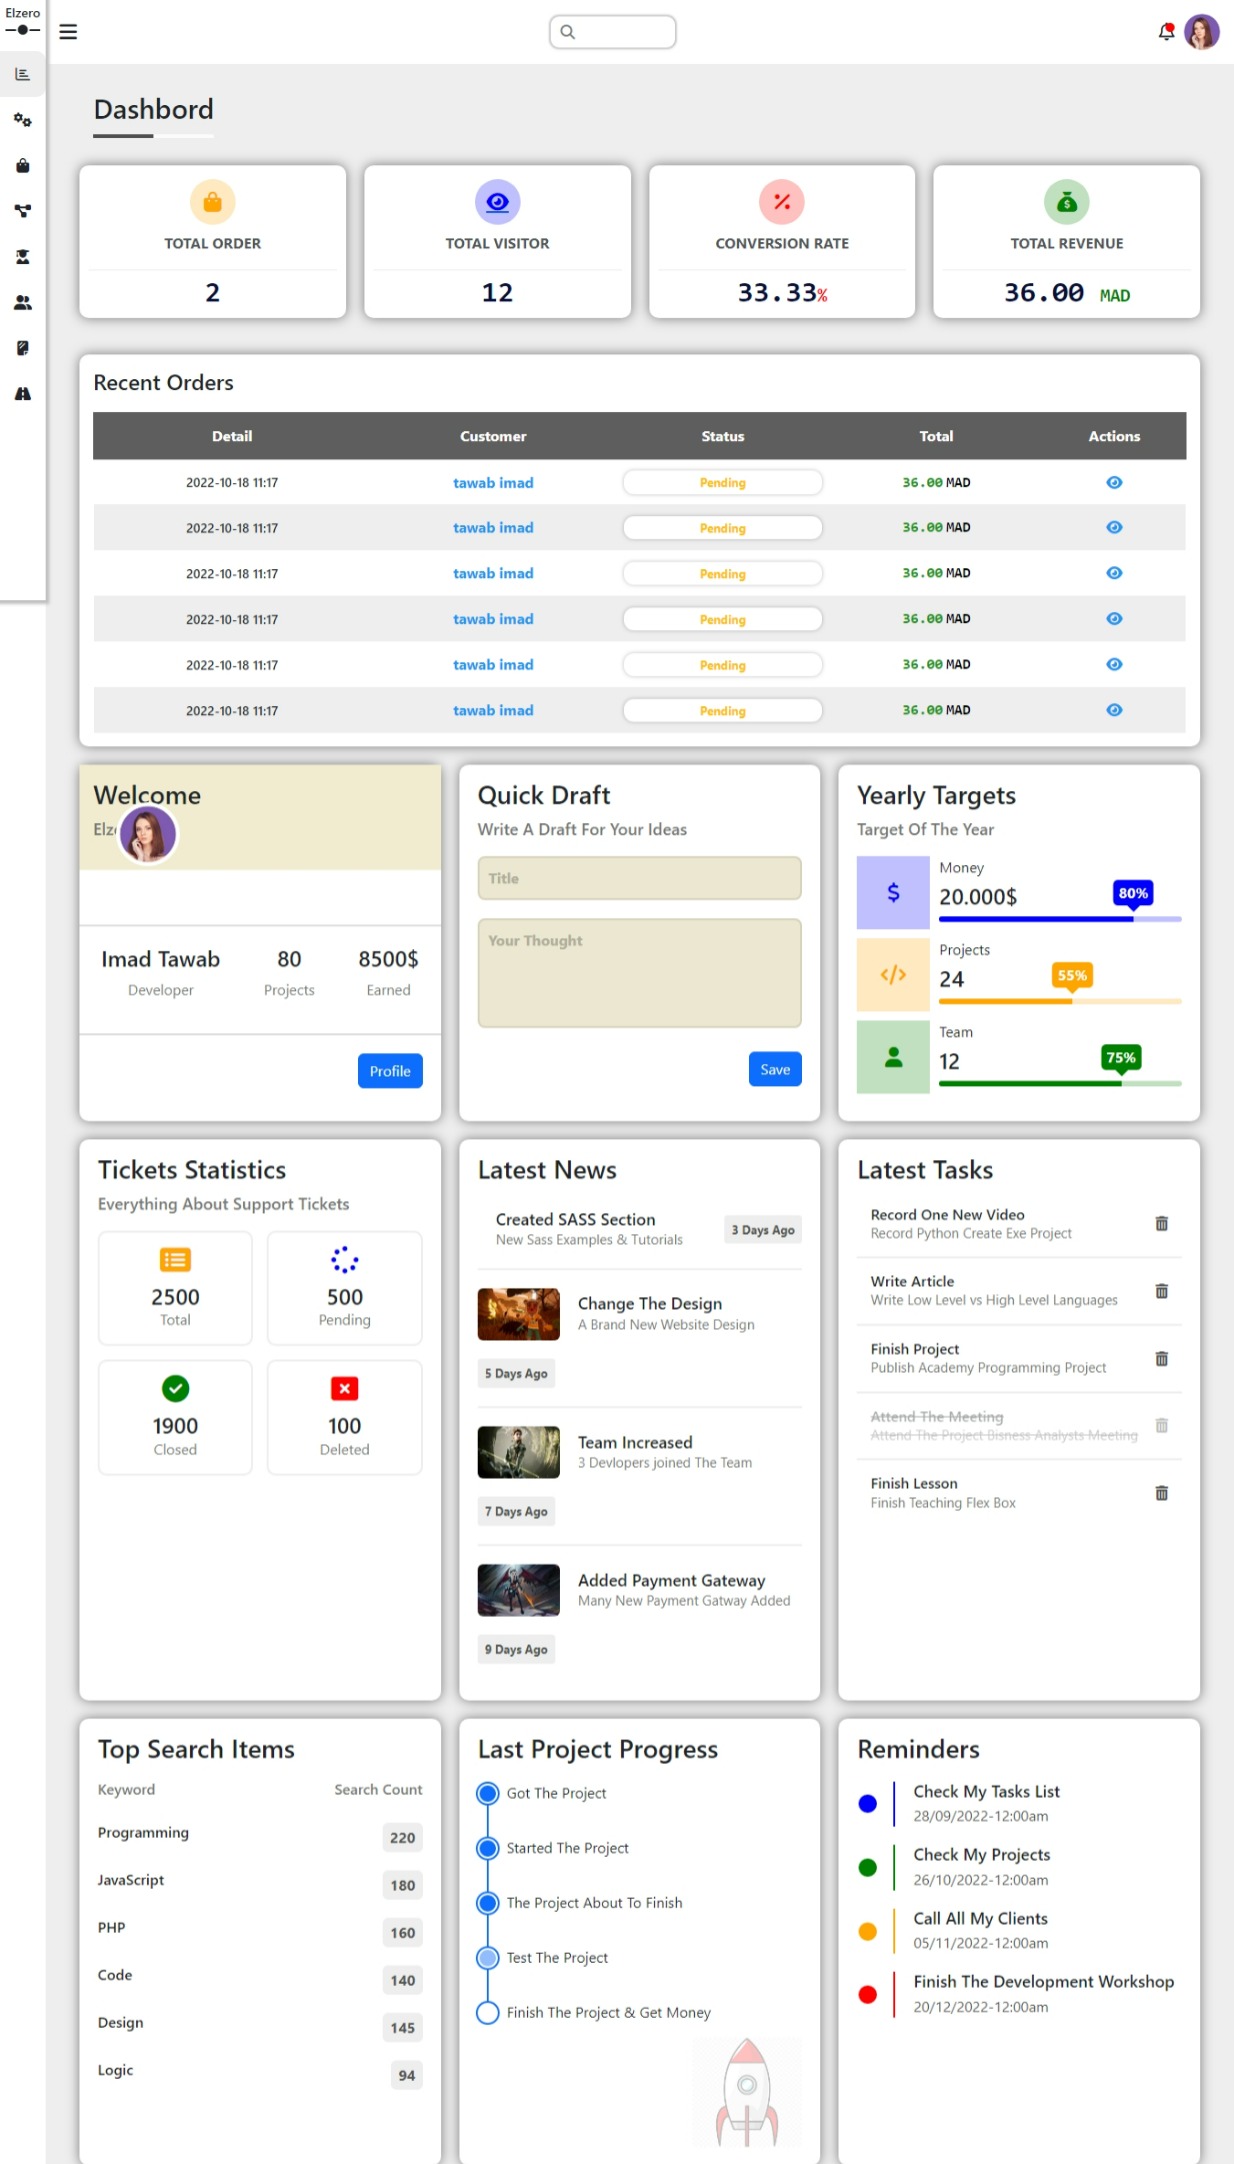 Elzero
Dashbord
TOTAL ORDER
2
TOTAL VISITOR
12
CONVERSION RATE
33.33%
TOTAL REVENUE
36.00 MAD
Recent Orders
Detail Customer Status Total Actions
2022-10-18 11:17 tawab imad Pending 36.00 MAD
2022-10-18 11:17 tawab imad Pending 36.00 MAD
2022-10-18 11:17 tawab imad Pending 36.00 MAD
2022-10-18 11:17 tawab imad Pending 36.00 MAD
2022-10-18 11:17 tawab imad Pending 36.00 MAD
2022-10-18 11:17 tawab imad Pending 36.00 MAD
Welcome
Imad Tawab 80 8500$
Developer Projects Earned
Profile
Quick Draft
Write A Draft For Your Ideas
Title
Your Thought
Save
Yearly Targets
Target Of The Year
Money
20.000$
80%
Projects
24
55%
Team
12
75%
Tickets Statistics
Everything About Support Tickets
2500
Total
500
Pending
1900
Closed
100
Deleted
Latest News
Created SASS Section
New Sass Examples & Tutorials
3 Days Ago
Change The Design
A Brand New Website Design
5 Days Ago
Team Increased
3 Devlopers joined The Team
7 Days Ago
Added Payment Gateway
Many New Payment Gatway Added
9 Days Ago
Latest Tasks
Record One New Video
Record Python Create Exe Project
Write Article
Write Low Level vs High Level Languages
Finish Project
Publish Academy Programming Project
Attend The Meeting
Attend The Project Bisness Analysts Meeting
Finish Lesson
Finish Teaching Flex Box
Top Search Items
Keyword Search Count
Programming 220
JavaScript 180
PHP 160
Code 140
Design 145
Logic 94
Last Project Progress
Got The Project
Started The Project
The Project About To Finish
Test The Project
Finish The Project & Get Money
Reminders
Check My Tasks List
28/09/2022-12:00am
Check My Projects
26/10/2022-12:00am
Call All My Clients
05/11/2022-12:00am
Finish The Development Workshop
20/12/2022-12:00am